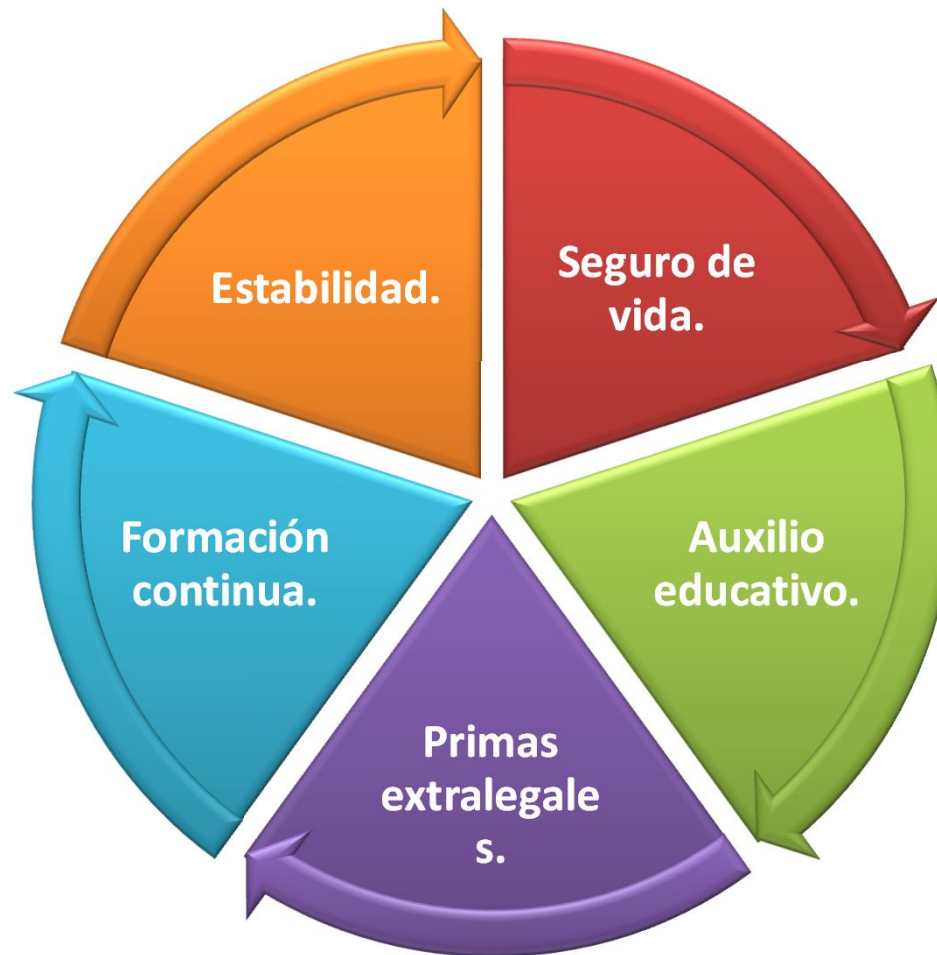 Estabilidad.
Seguro de
vida.
Formación
continua.
Auxilio
educativo.
Primas
extralegale
s.